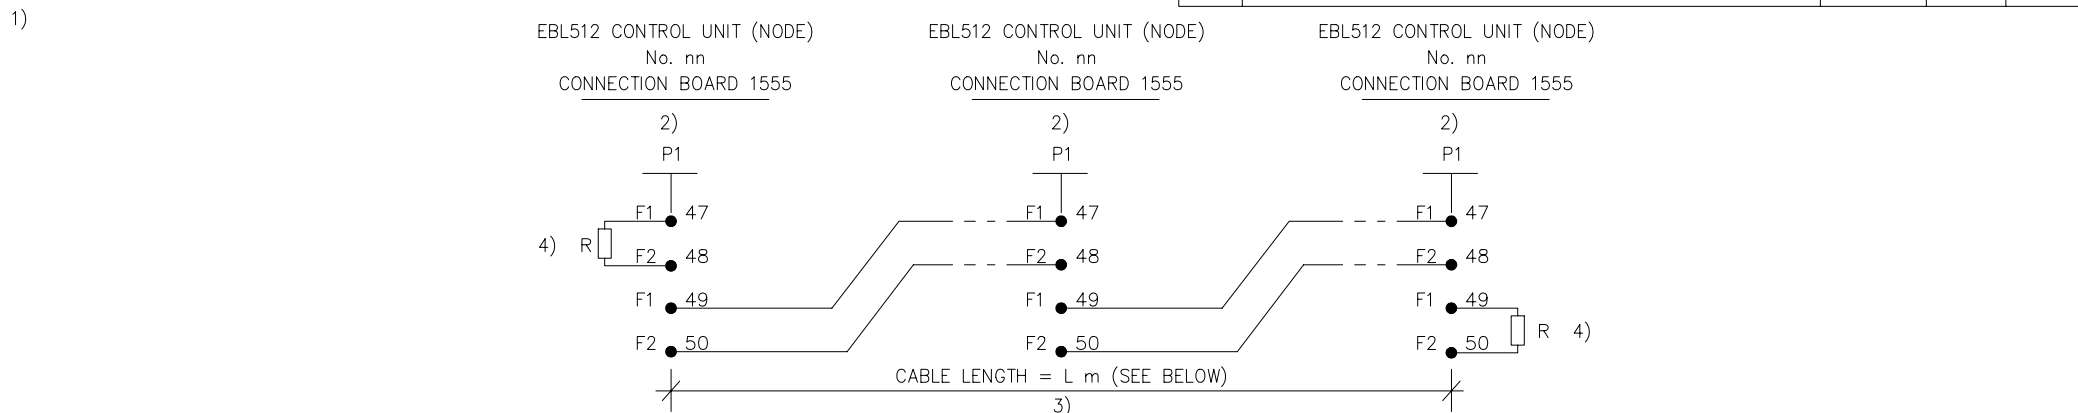 1)
EBL512 CONTROL UNIT (NODE)
No. nn
CONNECTION BOARD 1555
2)
P1
F1 47
4) R
F2 48
F1 49
F2 50
EBL512 CONTROL UNIT (NODE)
No. nn
CONNECTION BOARD 1555
2)
P1
F1 47
F2 48
F1 49
F2 50
EBL512 CONTROL UNIT (NODE)
No. nn
CONNECTION BOARD 1555
2)
P1
F1 47
F2 48
F1 49
R 4)
F2 50
CABLE LENGTH = L m (SEE BELOW)
3)